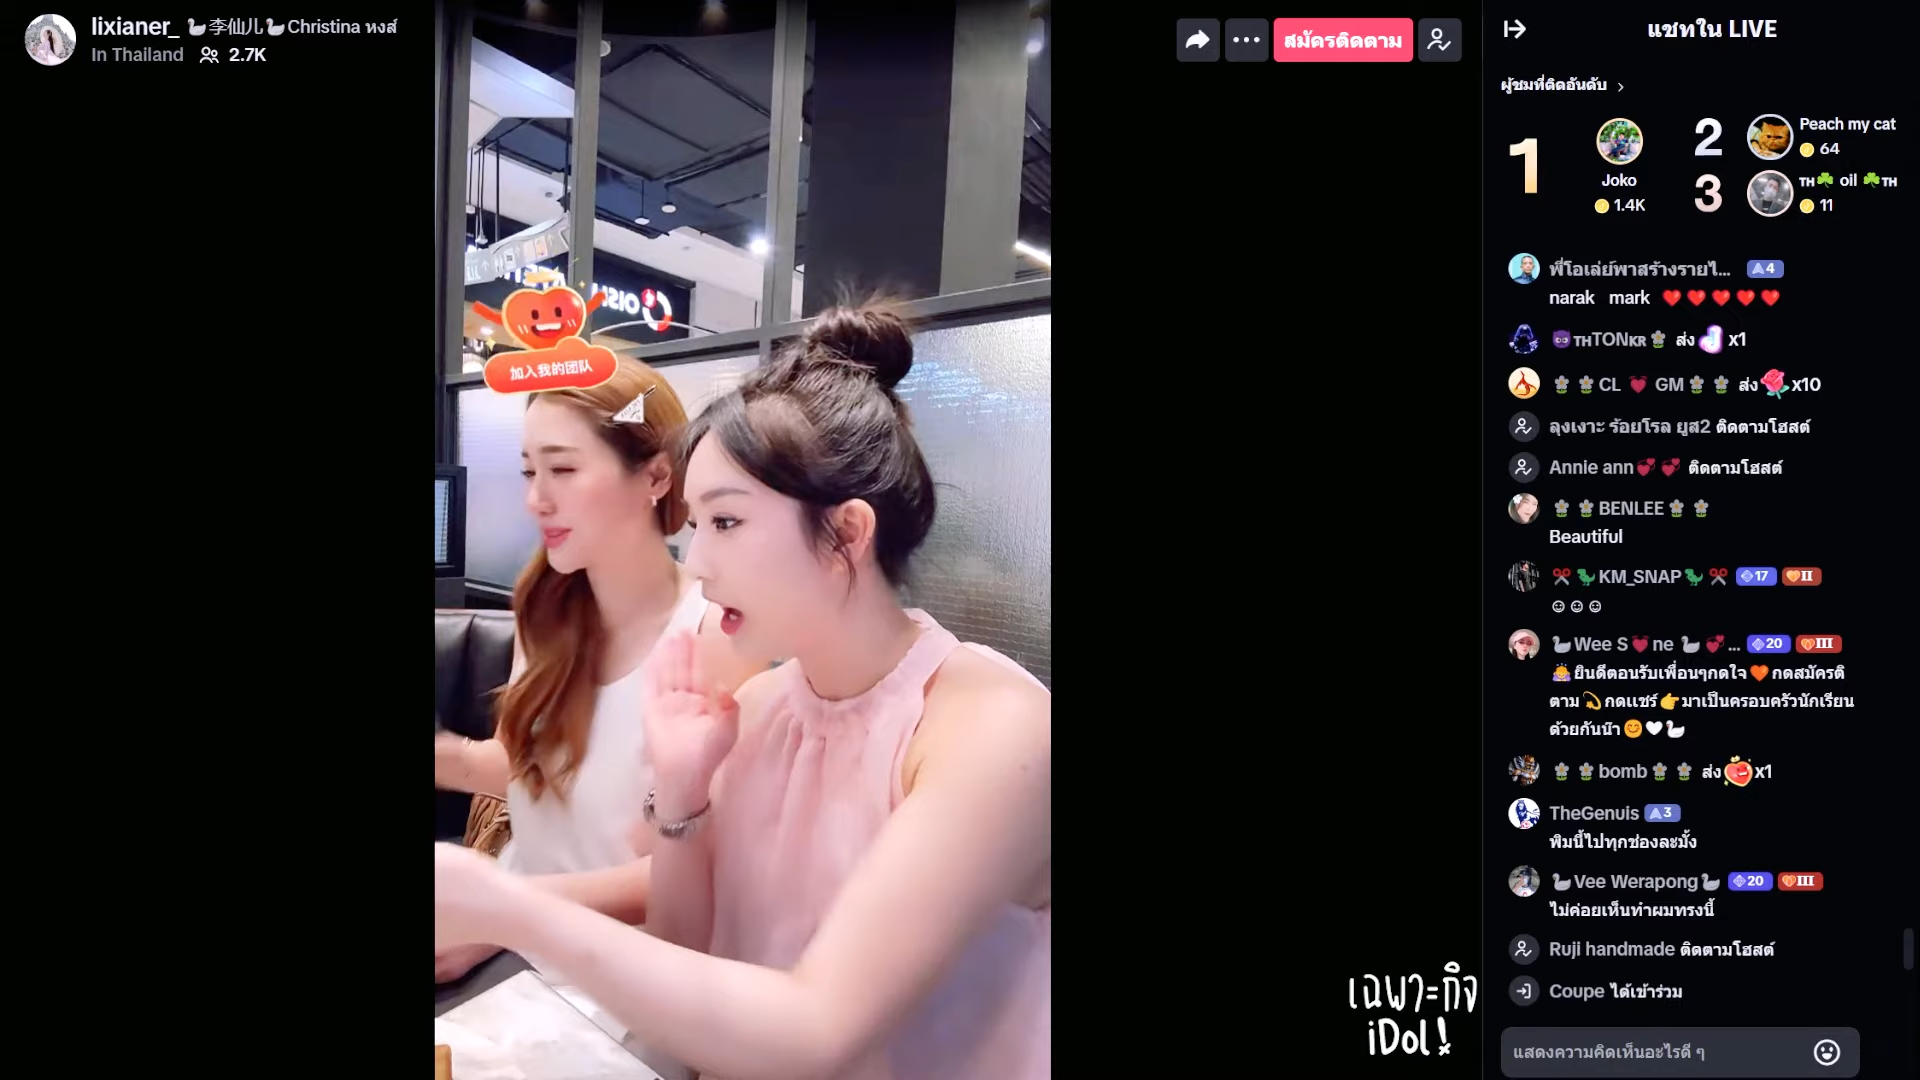 lixianer_ 🦢李仙儿🦢Christina หงส์
In Thailand 2.7K
สมัครติดตาม
แชทใน LIVE
ผู้ชมที่ติดอันดับ
1
Joko
1.4K
2
Peach my cat
64
3
ᴛʜ☘️ oil ☘️ᴛʜ
11
加入我的团队
OISHI
พี่โอเล่ย์พาสร้างรายไ... 4
narak mark ❤️❤️❤️❤️❤️
😈ᴛʜTONᴋʀ ส่ง x1
CL 💗 GM ส่ง x10
ลุงเงาะ ร้อยโรล ยูส2 ติดตามโฮสต์
Annie ann💞💞 ติดตามโฮสต์
BENLEE
Beautiful
✂️🦖KM_SNAP🦖✂️ 17 II
☺☺☺
🦢Wee S💗ne 🦢💞... 20 III
🙇ยินดีตอนรับเพื่อนๆกดใจ🧡กดสมัครติ
ตาม💫กดแชร์👉มาเป็นครอบครัวนักเรียน
ด้วยกันน๊า😊🤍🦢
bomb ส่ง x1
TheGenuis 3
พิมนี้ไปทุกช่องละมั้ง
🦢Vee Werapong🦢 20 III
ไม่ค่อยเห็นทำผมทรงนี้
Ruji handmade ติดตามโฮสต์
Coupe ได้เข้าร่วม
เฉพาะกิจ
iDol!
แสดงความคิดเห็นอะไรดี ๆ